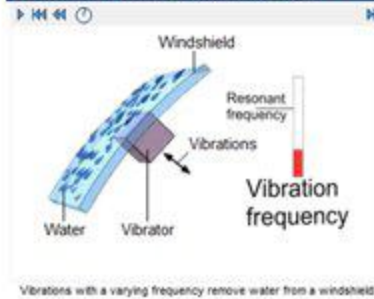 Windshield
Resonant
frequency
Vibrations
Vibration
frequency
Water
Vibrator
Vibrations with a varying frequency remove water from a windshield